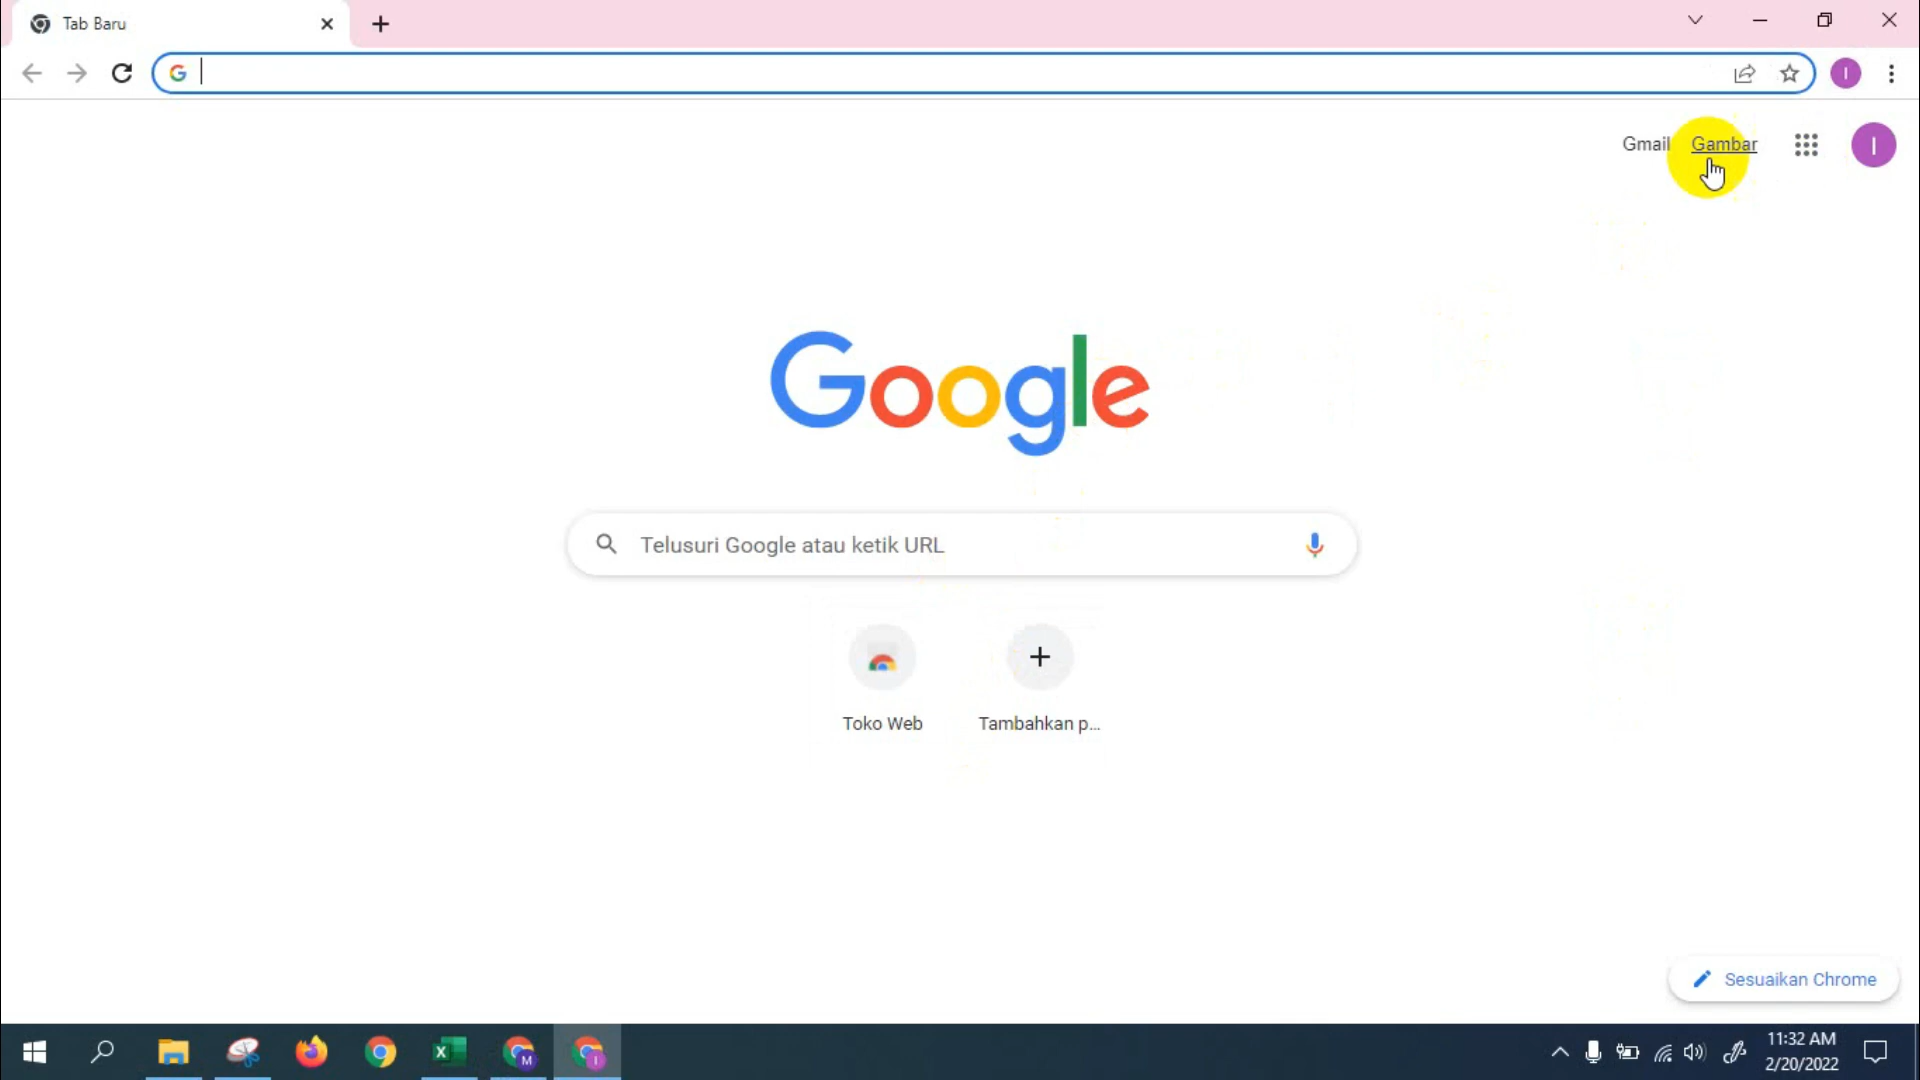 Tab Baru
Gmail
Gambar
I
Google
Telusuri Google atau ketik URL
Toko Web
Tambahkan p...
Sesuaikan Chrome
M
I
11:32 AM
2/20/2022